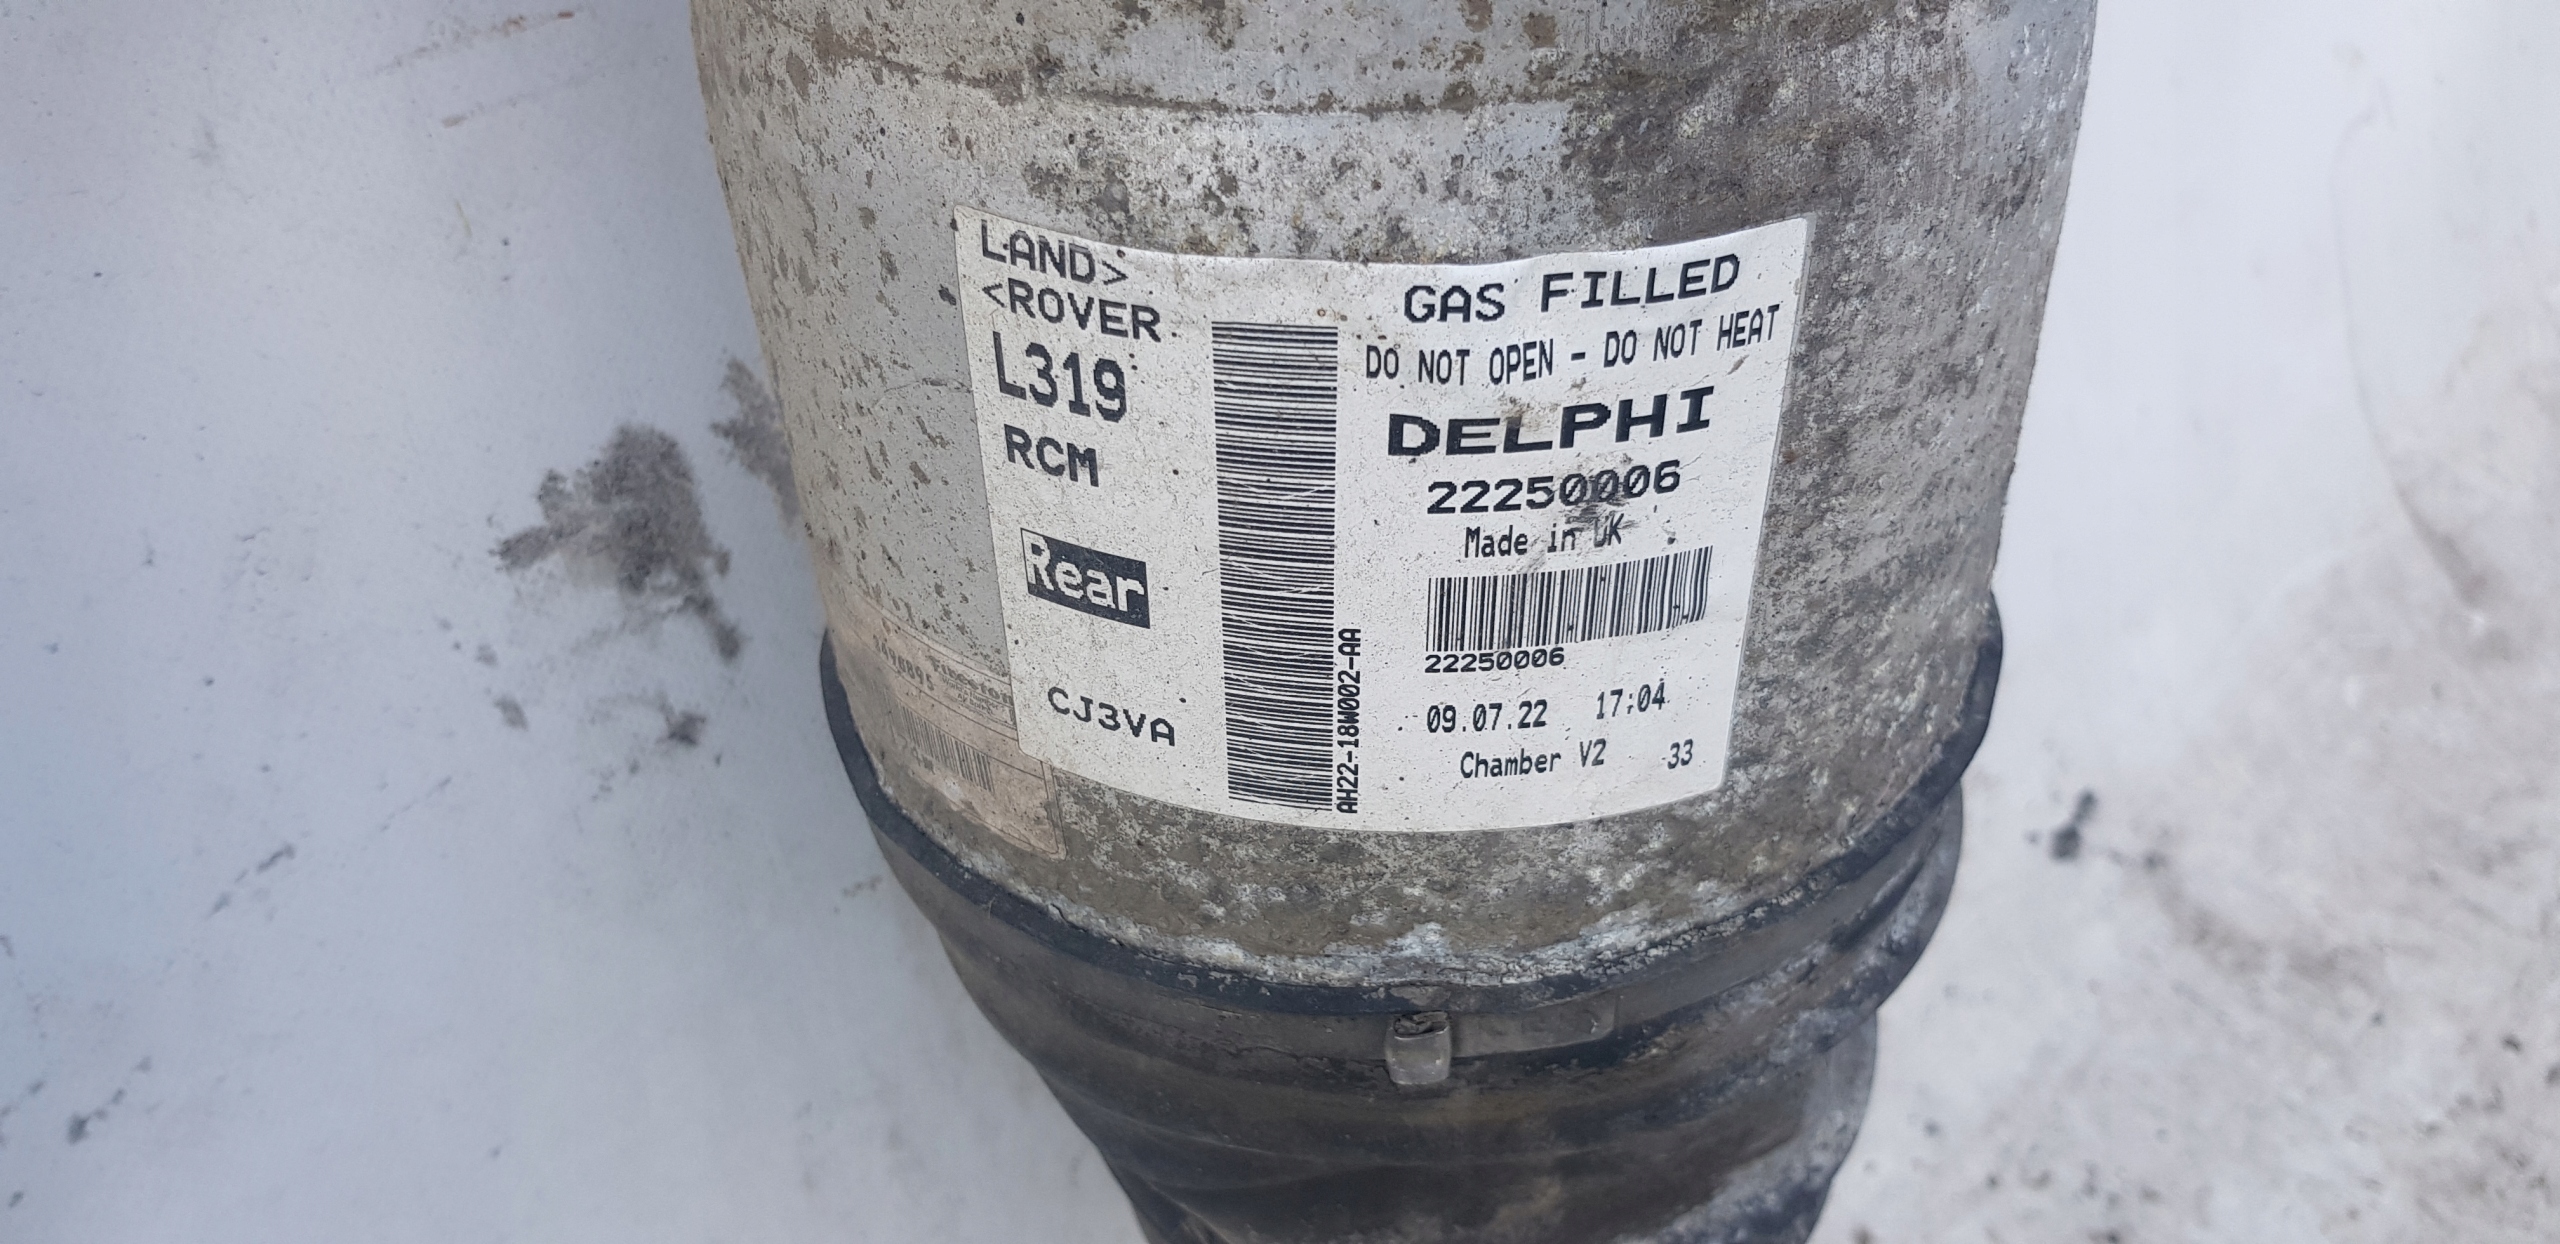 LAND>
<ROVER
L319
RCM
Rear
CJ3VA
AH22-18W002-AA
GAS FILLED
DO NOT OPEN - DO NOT HEAT
DELPHI
22250006
Made in UK
22250006
09.07.22 17:04
Chamber V2 33